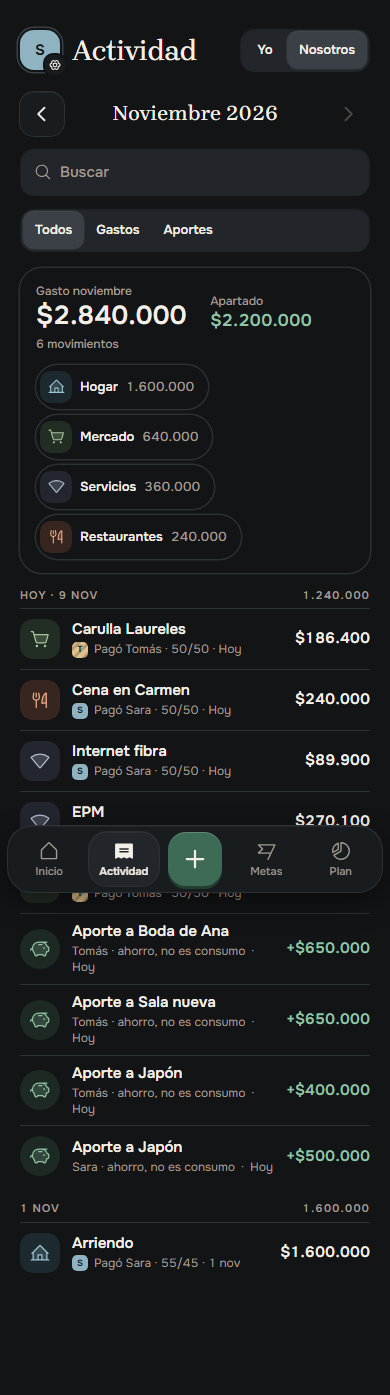 S
Actividad
Yo
Nosotros
Noviembre 2026
Buscar
Todos
Gastos
Aportes
Gasto noviembre
$2.840.000
Apartado
$2.200.000
6 movimientos
Hogar 1.600.000
Mercado 640.000
Servicios 360.000
Restaurantes 240.000
HOY · 9 NOV
1.240.000
Carulla Laureles
Pagó Tomás · 50/50 · Hoy
$186.400
Cena en Carmen
S Pagó Sara · 50/50 · Hoy
$240.000
Internet fibra
S Pagó Sara · 50/50 · Hoy
$89.900
EPM
$270.100
Inicio
Actividad
Metas
Plan
Pagó Tomás · 50/50 · Hoy
Aporte a Boda de Ana
Tomás · ahorro, no es consumo ·
Hoy
+$650.000
Aporte a Sala nueva
Tomás · ahorro, no es consumo ·
Hoy
+$650.000
Aporte a Japón
Tomás · ahorro, no es consumo ·
Hoy
+$400.000
Aporte a Japón
Sara · ahorro, no es consumo · Hoy
+$500.000
1 NOV
1.600.000
Arriendo
S Pagó Sara · 55/45 · 1 nov
$1.600.000